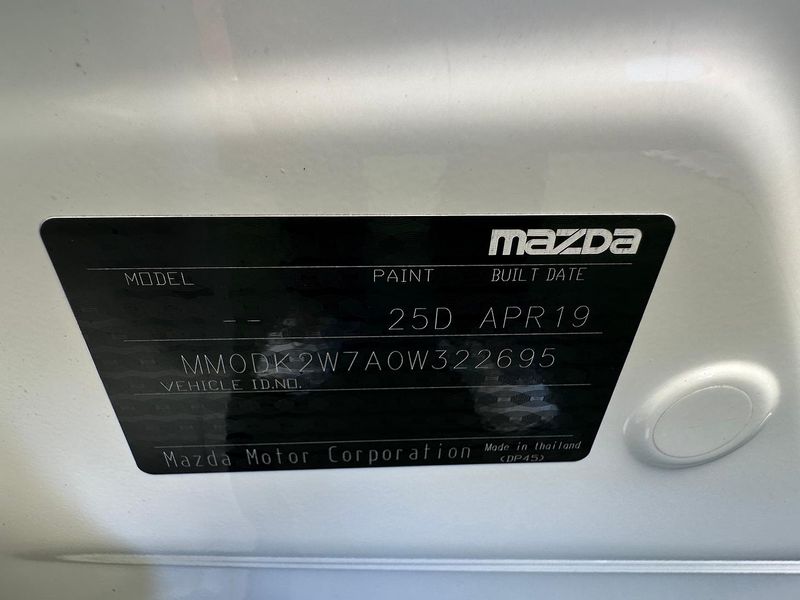 mazda
MODEL PAINT BUILT DATE
-- 25D APR19
MM0DK2W7A0W322695
VEHICLE ID.NO.
Mazda Motor Corporation Made in thailand
(DP45)